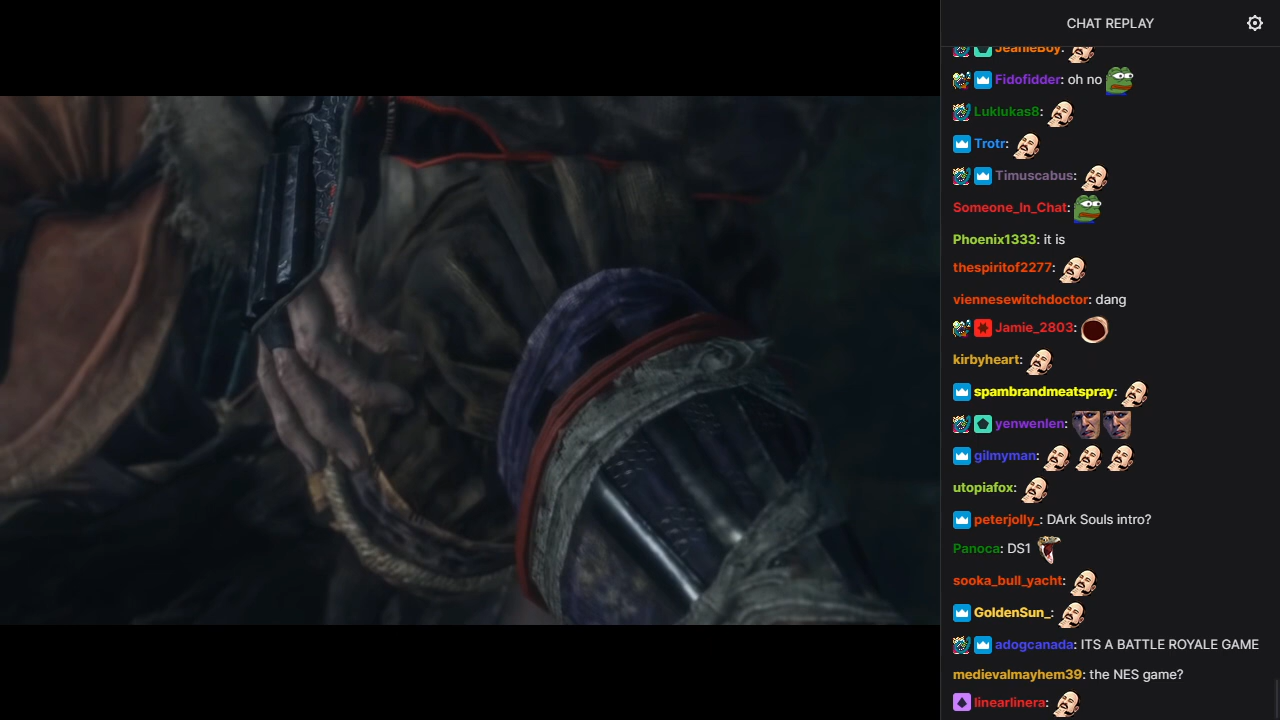 CHAT REPLAY
JeanieBoy:
Fidofidder: oh no
Luklukas8:
Trotr:
Timuscabus:
Someone_In_Chat:
Phoenix1333: it is
thespiritof2277:
viennesewitchdoctor: dang
Jamie_2803:
kirbyheart:
spambrandmeatspray:
yenwenlen:
gilmyman:
utopiafox:
peterjolly_: DArk Souls intro?
Panoca: DS1
sooka_bull_yacht:
GoldenSun_:
adogcanada: ITS A BATTLE ROYALE GAME
medievalmayhem39: the NES game?
linearlinera: